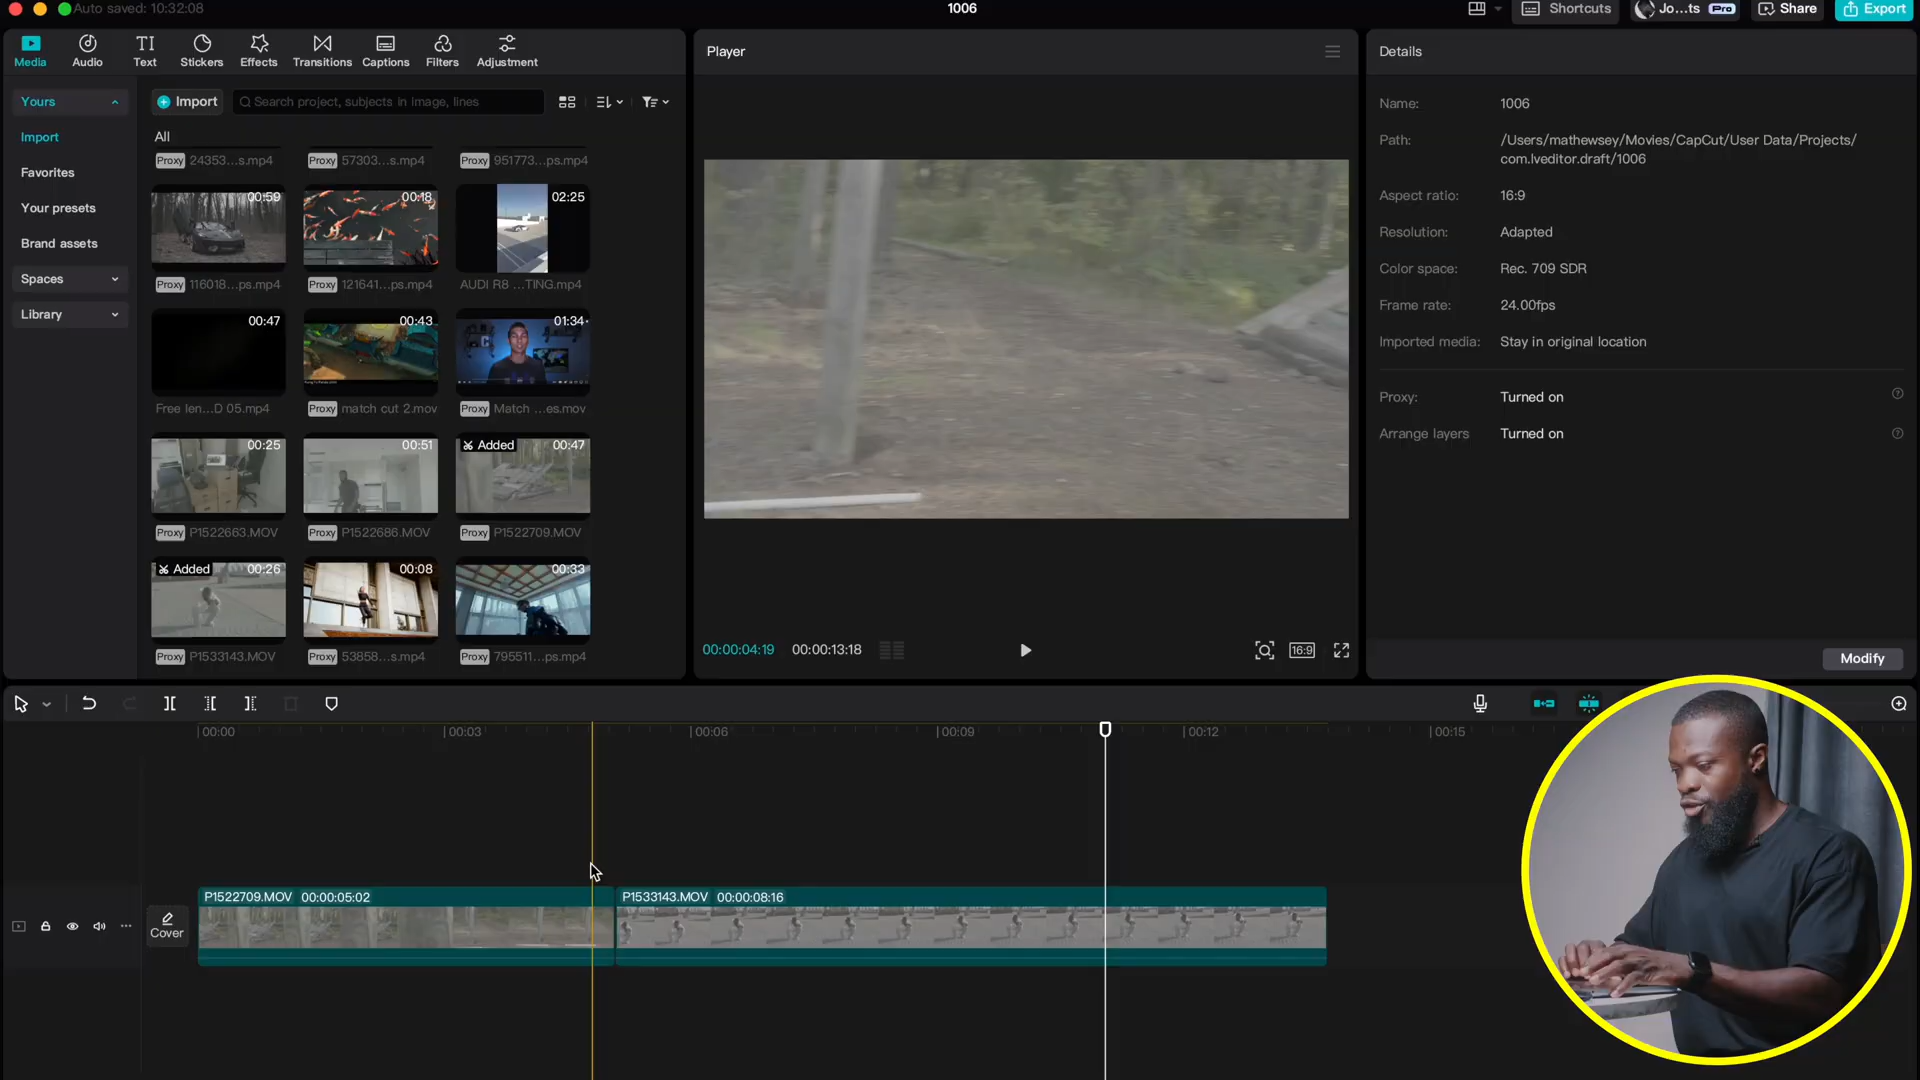 Auto saved: 10:32:08
1006
Shortcuts
Jo...ts
Pro
Share
Export
Media
Audio
TI
Text
Stickers
Effects
Transitions
Captions
Filters
Adjustment
Player
Details
Yours
Import
Favorites
Your presets
Brand assets
Spaces
Library
Import
Search project, subjects in image, lines
All
Proxy 24353...s.mp4
Proxy 57303...s.mp4
Proxy 951773...ps.mp4
00:59
00:18
02:25
Proxy 116018...ps.mp4
Proxy 121641...ps.mp4
AUDI R8 ...TING.mp4
00:47
00:43
01:34
Free len...D 05.mp4
Proxy match cut 2.mov
Proxy Match ...es.mov
00:25
00:51
Added 00:47
Proxy P1522663.MOV
Proxy P1522686.MOV
Proxy P1522709.MOV
Added 00:26
00:08
00:33
Proxy P1533143.MOV
Proxy 53858...s.mp4
Proxy 795511...ps.mp4
00:00:04:19
00:00:13:18
16:9
Name: 1006
Path: /Users/mathewsey/Movies/CapCut/User Data/Projects/
com.lveditor.draft/1006
Aspect ratio: 16:9
Resolution: Adapted
Color space: Rec. 709 SDR
Frame rate: 24.00fps
Imported media: Stay in original location
Proxy: Turned on
Arrange layers Turned on
Modify
00:00
00:03
00:06
00:09
00:12
00:15
Cover
P1522709.MOV 00:00:05:02
P1533143.MOV 00:00:08:16